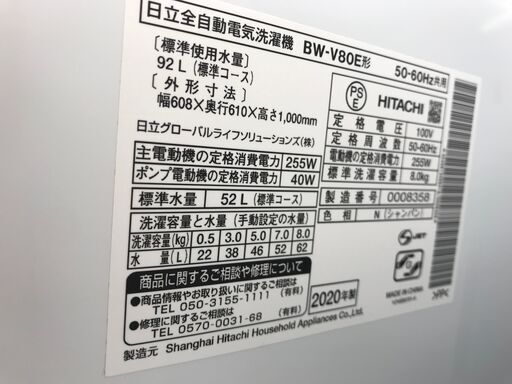 日立全自動電気洗濯機 BW-V80E形
50-60Hz共用
[標準使用水量]
92L (標準コース)
[外形寸法]
幅608×奥行610×高さ1,000mm
日立グローバルライフソリューションズ(株)
主電動機の定格消費電力 255W
ポンプ電動機の定格消費電力 40W
標準水量 52L (標準コース)
洗濯容量と水量 (手動設定の水量)
洗濯容量(kg) 0.5 3.0 5.0 7.0 8.0
水量(L) 22 38 46 52 62
商品に関するご相談や修理について
●商品情報やお取り扱いに関するご相談
TEL 050-3155-1111 (有料)
●修理に関するご相談
TEL 0570-0031-68 (有料)
製造元 Shanghai Hitachi Household Appliances Co.,Ltd.
PS
E
HITACHI
定格電圧 100V
定格周波数 50-60Hz
電動機の定格消費電力 255W
標準洗濯容量 8.0kg
製造番号 0008358
色相 N (シャンパン)
JET
2020年製
MADE IN CHINA